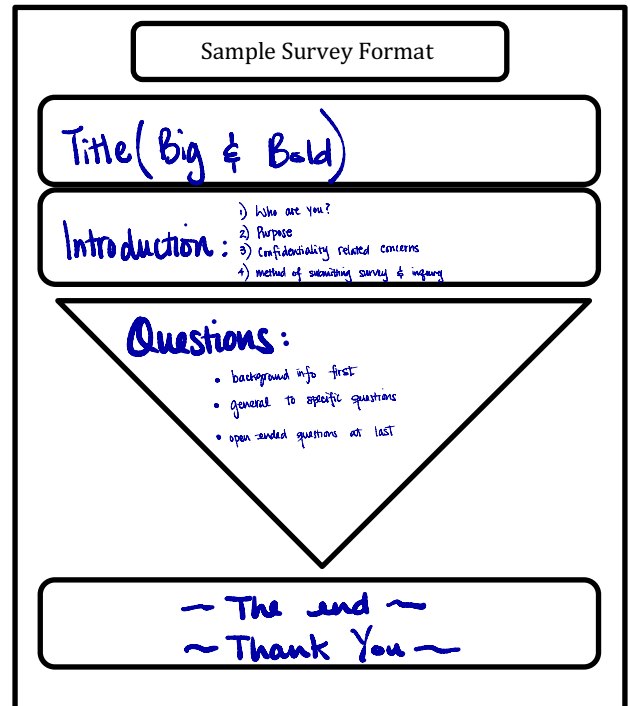 Sample Survey Format
Title (Big & Bold)
Introduction:
1) Who are you?
2) Purpose
3) Confidentiality related concerns
4) method of submitting survey & inquiry
Questions:
• background info first
• general to specific questions
• open-ended questions at last
~ The end ~
~ Thank You ~